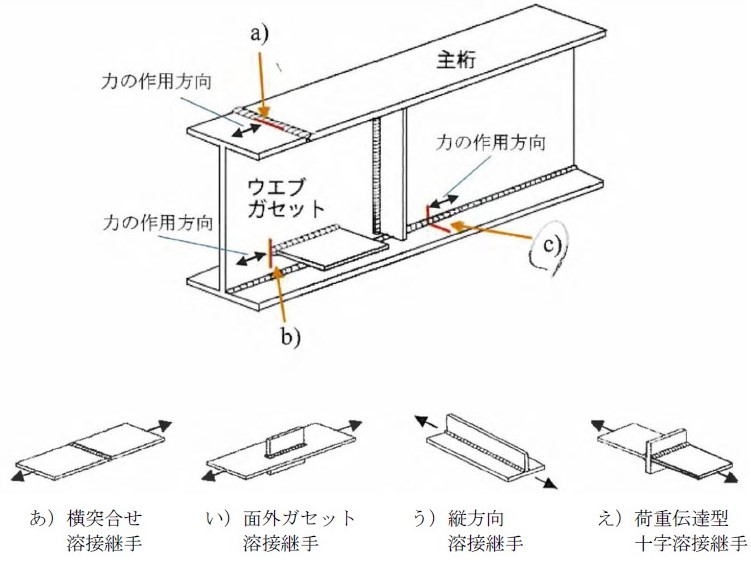 a)
主桁
力の作用方向
力の作用方向
ウエブ
ガセット
力の作用方向
c)
b)
あ）横突合せ
溶接継手
い）面外ガセット
溶接継手
う）縦方向
溶接継手
え）荷重伝達型
十字溶接継手